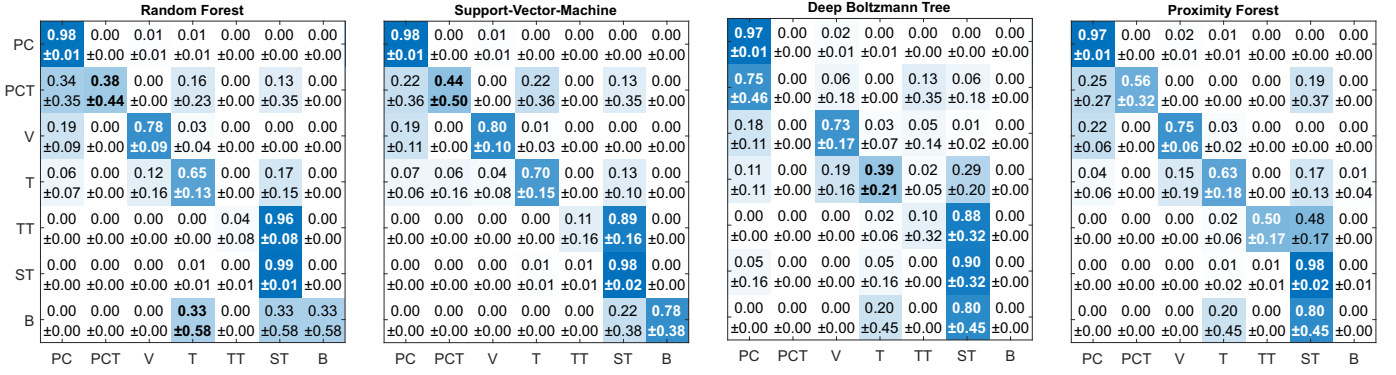 Random Forest
PC
0.98 0.00 0.01 0.01 0.00 0.00 0.00
±0.01 ±0.00 ±0.01 ±0.01 ±0.00 ±0.00 ±0.00
PCT
0.34 0.38 0.00 0.16 0.00 0.13 0.00
±0.35 ±0.44 ±0.00 ±0.23 ±0.00 ±0.35 ±0.00
V
0.19 0.00 0.78 0.03 0.00 0.00 0.00
±0.09 ±0.00 ±0.09 ±0.04 ±0.00 ±0.00 ±0.00
T
0.06 0.00 0.12 0.65 0.00 0.17 0.00
±0.07 ±0.00 ±0.16 ±0.13 ±0.00 ±0.15 ±0.00
TT
0.00 0.00 0.00 0.00 0.04 0.96 0.00
±0.00 ±0.00 ±0.00 ±0.00 ±0.08 ±0.08 ±0.00
ST
0.00 0.00 0.00 0.01 0.00 0.99 0.00
±0.00 ±0.00 ±0.00 ±0.01 ±0.01 ±0.01 ±0.00
B
0.00 0.00 0.00 0.33 0.00 0.33 0.33
±0.00 ±0.00 ±0.00 ±0.58 ±0.00 ±0.58 ±0.58
PC PCT V T TT ST B
Support-Vector-Machine
0.98 0.00 0.01 0.00 0.00 0.00 0.00
±0.01 ±0.00 ±0.01 ±0.00 ±0.00 ±0.00 ±0.00
0.22 0.44 0.00 0.22 0.00 0.13 0.00
±0.36 ±0.50 ±0.00 ±0.36 ±0.00 ±0.35 ±0.00
0.19 0.00 0.80 0.01 0.00 0.00 0.00
±0.11 ±0.00 ±0.10 ±0.03 ±0.00 ±0.00 ±0.00
0.07 0.06 0.04 0.70 0.00 0.13 0.00
±0.06 ±0.16 ±0.08 ±0.15 ±0.00 ±0.10 ±0.00
0.00 0.00 0.00 0.00 0.11 0.89 0.00
±0.00 ±0.00 ±0.00 ±0.00 ±0.16 ±0.16 ±0.00
0.00 0.00 0.00 0.01 0.01 0.98 0.00
±0.00 ±0.00 ±0.00 ±0.01 ±0.01 ±0.02 ±0.00
0.00 0.00 0.00 0.00 0.00 0.22 0.78
±0.00 ±0.00 ±0.00 ±0.00 ±0.00 ±0.38 ±0.38
PC PCT V T TT ST B
Deep Boltzmann Tree
0.97 0.00 0.02 0.00 0.00 0.00 0.00
±0.01 ±0.00 ±0.01 ±0.01 ±0.00 ±0.00 ±0.00
0.75 0.00 0.06 0.00 0.13 0.06 0.00
±0.46 ±0.00 ±0.18 ±0.00 ±0.35 ±0.18 ±0.00
0.18 0.00 0.73 0.03 0.05 0.01 0.00
±0.11 ±0.00 ±0.17 ±0.07 ±0.14 ±0.02 ±0.00
0.11 0.00 0.19 0.39 0.02 0.29 0.00
±0.11 ±0.00 ±0.16 ±0.21 ±0.05 ±0.20 ±0.00
0.00 0.00 0.00 0.02 0.10 0.88 0.00
±0.00 ±0.00 ±0.00 ±0.06 ±0.32 ±0.32 ±0.00
0.05 0.00 0.00 0.05 0.00 0.90 0.00
±0.16 ±0.00 ±0.00 ±0.16 ±0.00 ±0.32 ±0.00
0.00 0.00 0.00 0.20 0.00 0.80 0.00
±0.00 ±0.00 ±0.00 ±0.45 ±0.00 ±0.45 ±0.00
PC PCT V T TT ST B
Proximity Forest
0.97 0.00 0.02 0.01 0.00 0.00 0.00
±0.01 ±0.00 ±0.01 ±0.00 ±0.00 ±0.00 ±0.00
0.25 0.56 0.00 0.00 0.00 0.19 0.00
±0.27 ±0.32 ±0.00 ±0.00 ±0.00 ±0.37 ±0.00
0.22 0.00 0.75 0.03 0.00 0.00 0.00
±0.06 ±0.00 ±0.06 ±0.02 ±0.00 ±0.00 ±0.00
0.04 0.00 0.15 0.63 0.00 0.17 0.01
±0.06 ±0.00 ±0.19 ±0.18 ±0.00 ±0.13 ±0.04
0.00 0.00 0.00 0.02 0.50 0.48 0.00
±0.00 ±0.00 ±0.00 ±0.06 ±0.17 ±0.17 ±0.00
0.00 0.00 0.00 0.01 0.01 0.98 0.00
±0.00 ±0.00 ±0.00 ±0.02 ±0.01 ±0.02 ±0.01
0.00 0.00 0.00 0.20 0.00 0.80 0.00
±0.00 ±0.00 ±0.00 ±0.45 ±0.00 ±0.45 ±0.00
PC PCT V T TT ST B